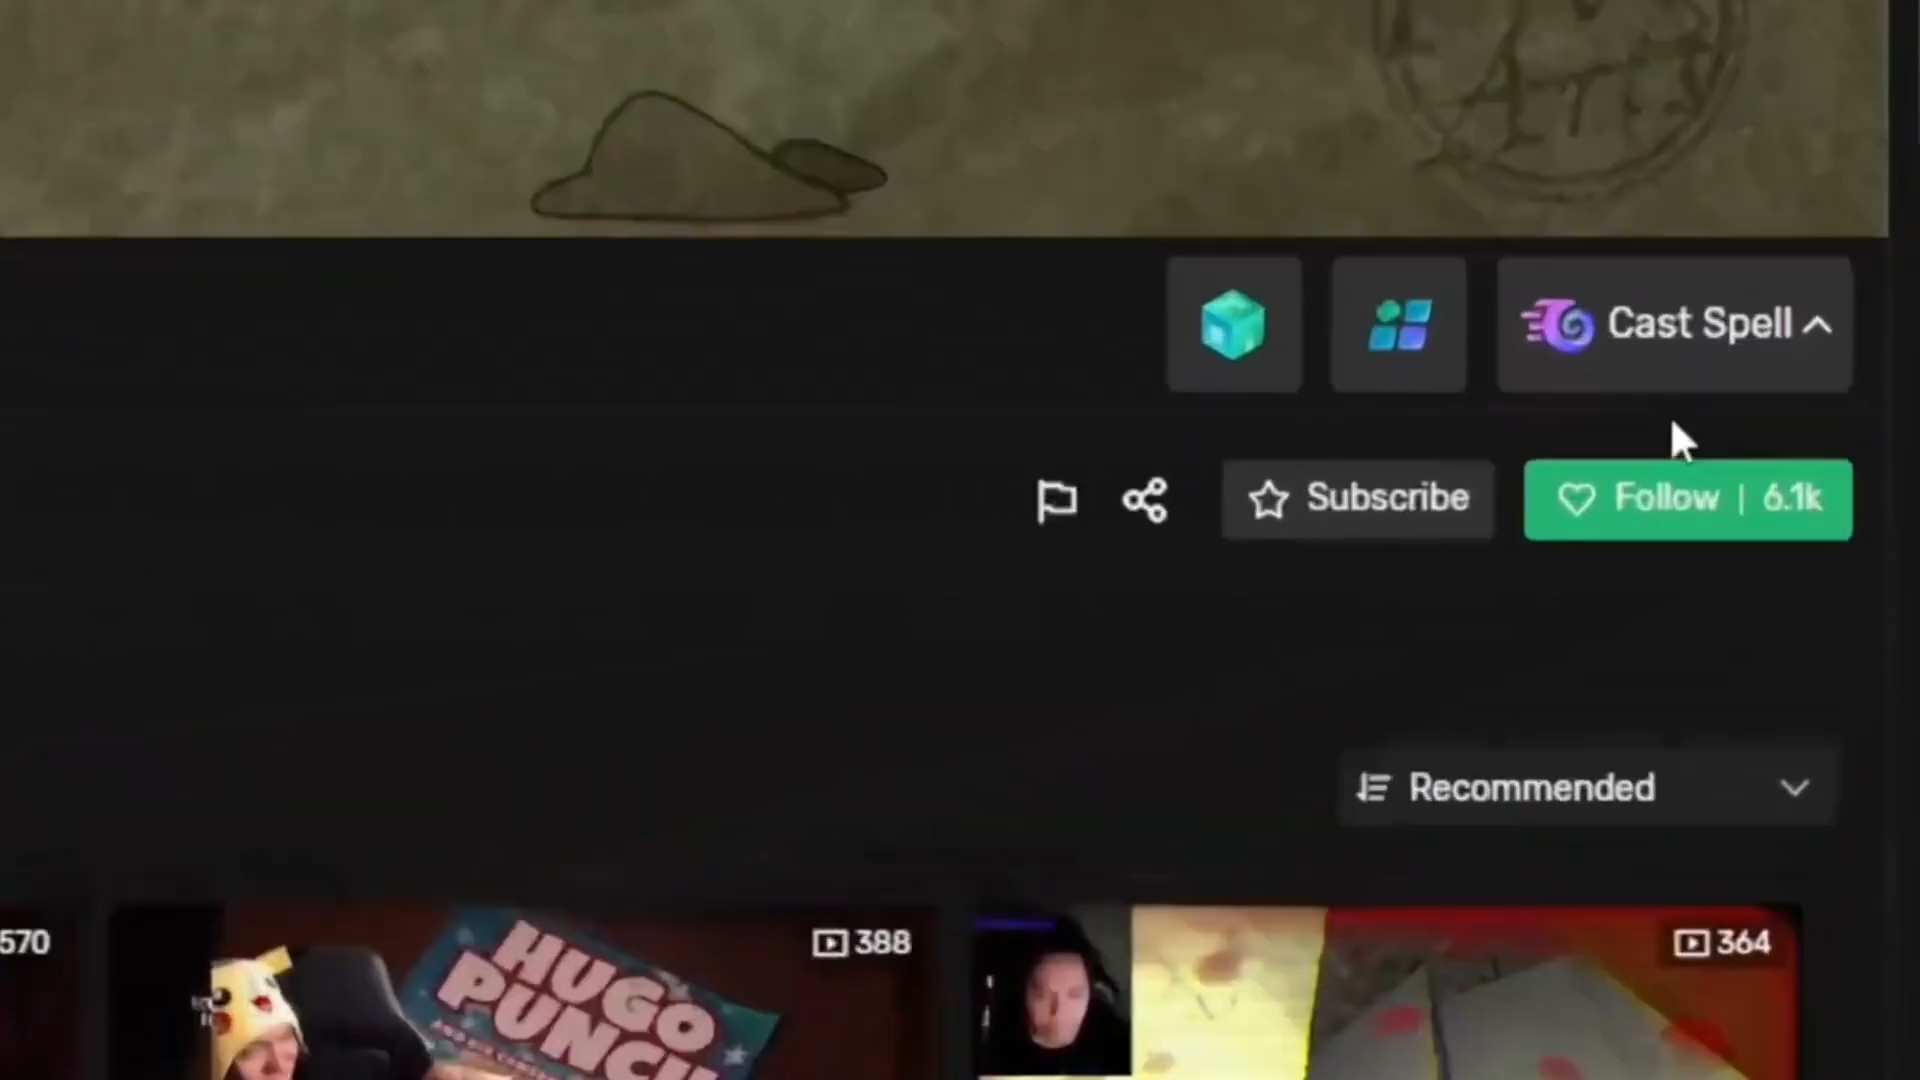 Cast Spell
Subscribe
Follow | 6.1k
Recommended
570
388
364
HUGO
PUNCH